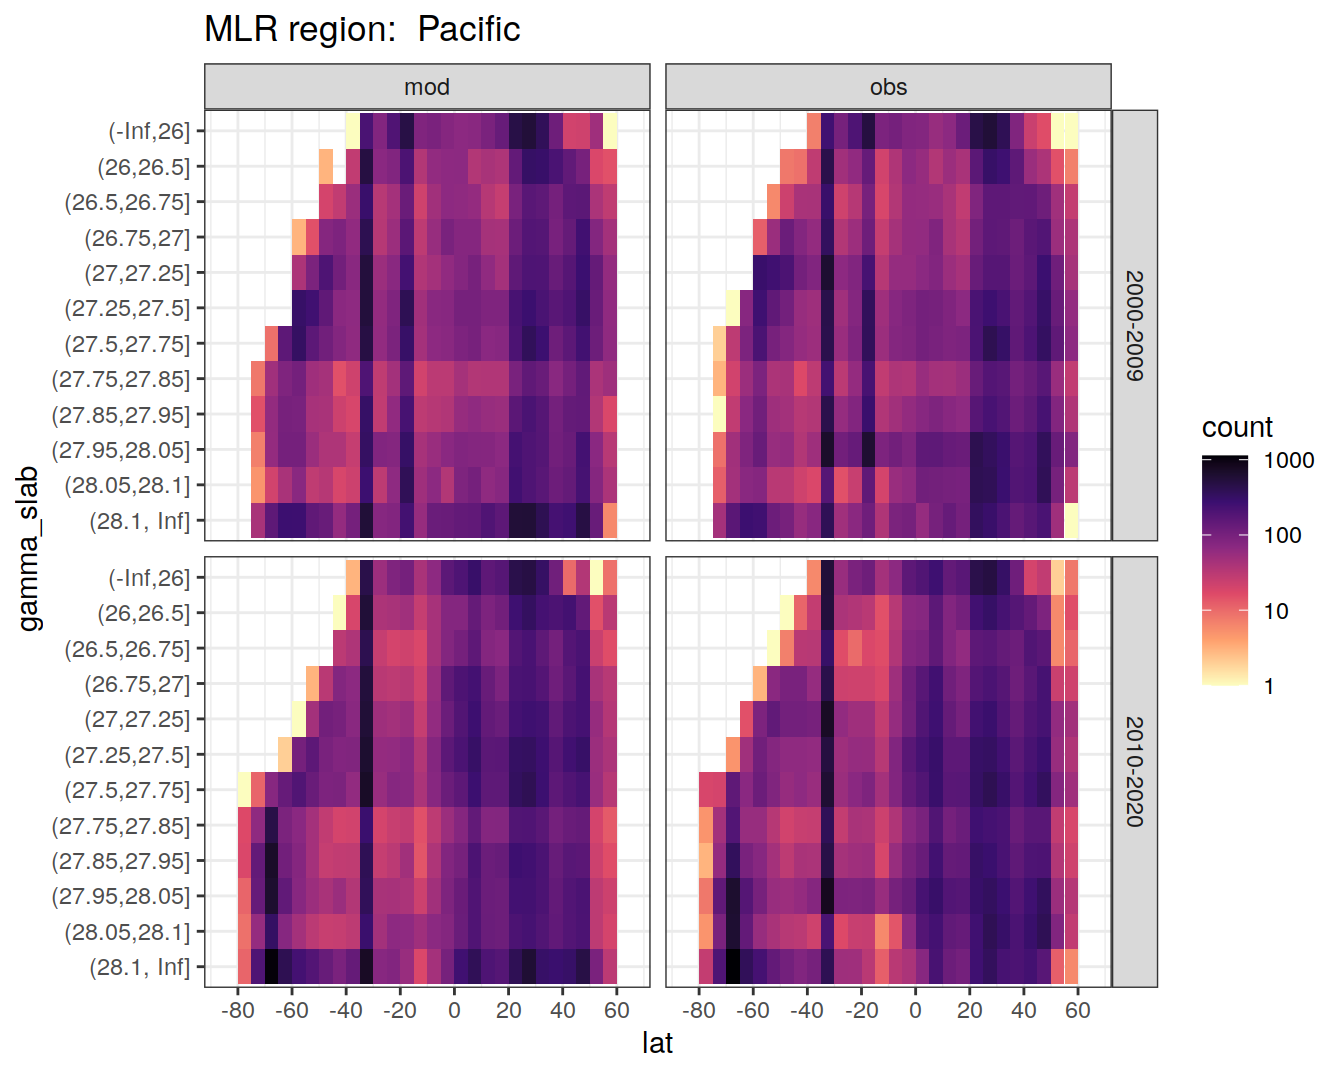 MLR region:  Pacific
mod
obs
gamma_slab
(-Inf,26]
(26,26.5]
(26.5,26.75]
(26.75,27]
(27,27.25]
(27.25,27.5]
(27.5,27.75]
(27.75,27.85]
(27.85,27.95]
(27.95,28.05]
(28.05,28.1]
(28.1, Inf]
2000-2009
(-Inf,26]
(26,26.5]
(26.5,26.75]
(26.75,27]
(27,27.25]
(27.25,27.5]
(27.5,27.75]
(27.75,27.85]
(27.85,27.95]
(27.95,28.05]
(28.05,28.1]
(28.1, Inf]
2010-2020
-80 -60 -40 -20 0 20 40 60
-80 -60 -40 -20 0 20 40 60
lat
count
1000
100
10
1